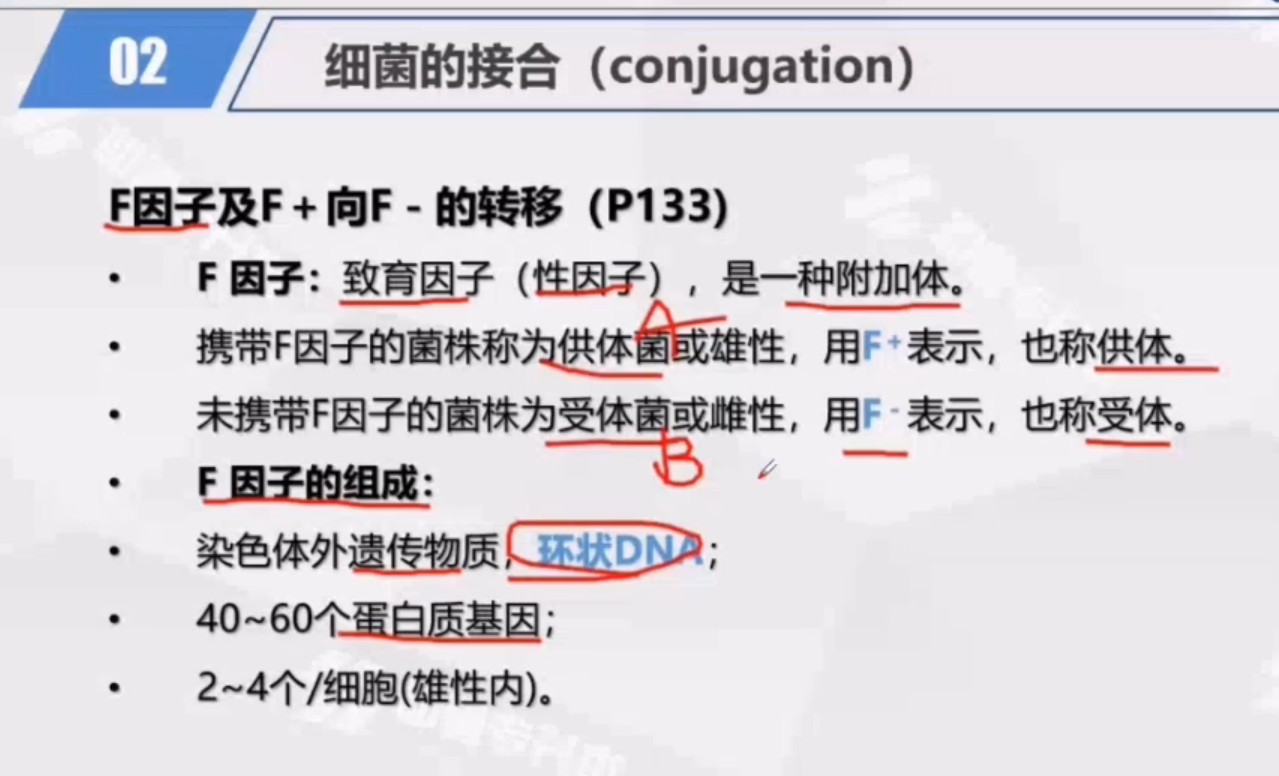 02
细菌的接合（conjugation）
F因子及F＋向F－的转移（P133)
• F 因子：致育因子（性因子），是一种附加体。
A
• 携带F因子的菌株称为供体菌或雄性，用F⁺表示，也称供体。
• 未携带F因子的菌株为受体菌或雌性，用F⁻表示，也称受体。
B
• F 因子的组成：
• 染色体外遗传物质，环状DNA；
• 40~60个蛋白质基因；
• 2~4个/细胞(雄性内)。